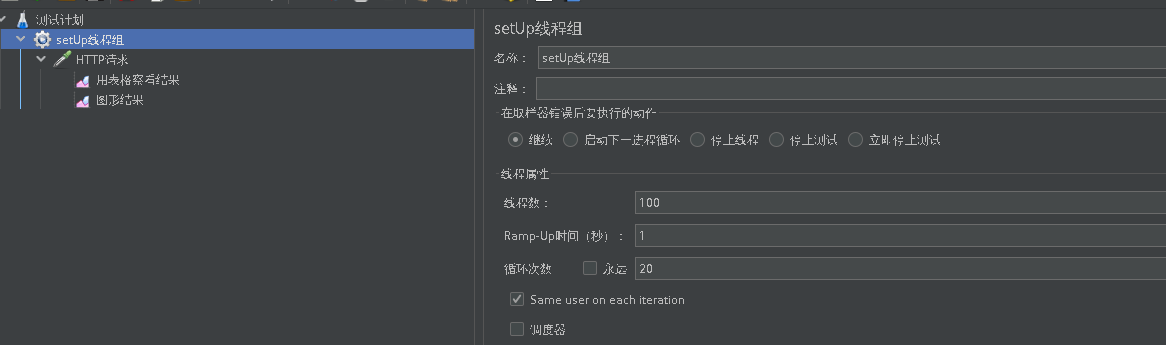 测试计划
setUp线程组
HTTP请求
用表格察看结果
图形结果
setUp线程组
名称： setUp线程组
注释：
在取样器错误后要执行的动作
继续 启动下一进程循环 停止线程 停止测试 立即停止测试
线程属性
线程数： 100
Ramp-Up时间（秒）： 1
循环次数 永远 20
Same user on each iteration
调度器